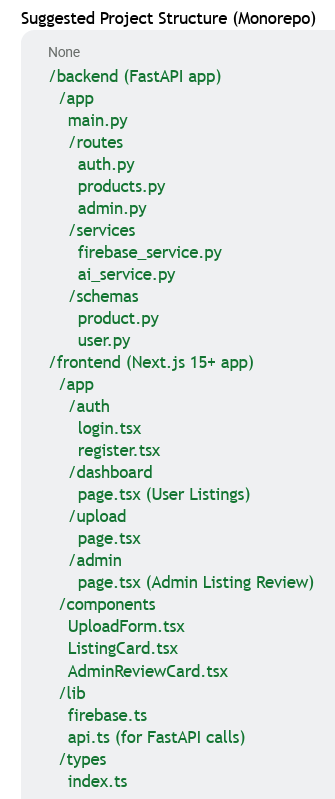 Suggested Project Structure (Monorepo)
None
/backend (FastAPI app)
/app
main.py
/routes
auth.py
products.py
admin.py
/services
firebase_service.py
ai_service.py
/schemas
product.py
user.py
/frontend (Next.js 15+ app)
/app
/auth
login.tsx
register.tsx
/dashboard
page.tsx (User Listings)
/upload
page.tsx
/admin
page.tsx (Admin Listing Review)
/components
UploadForm.tsx
ListingCard.tsx
AdminReviewCard.tsx
/lib
firebase.ts
api.ts (for FastAPI calls)
/types
index.ts